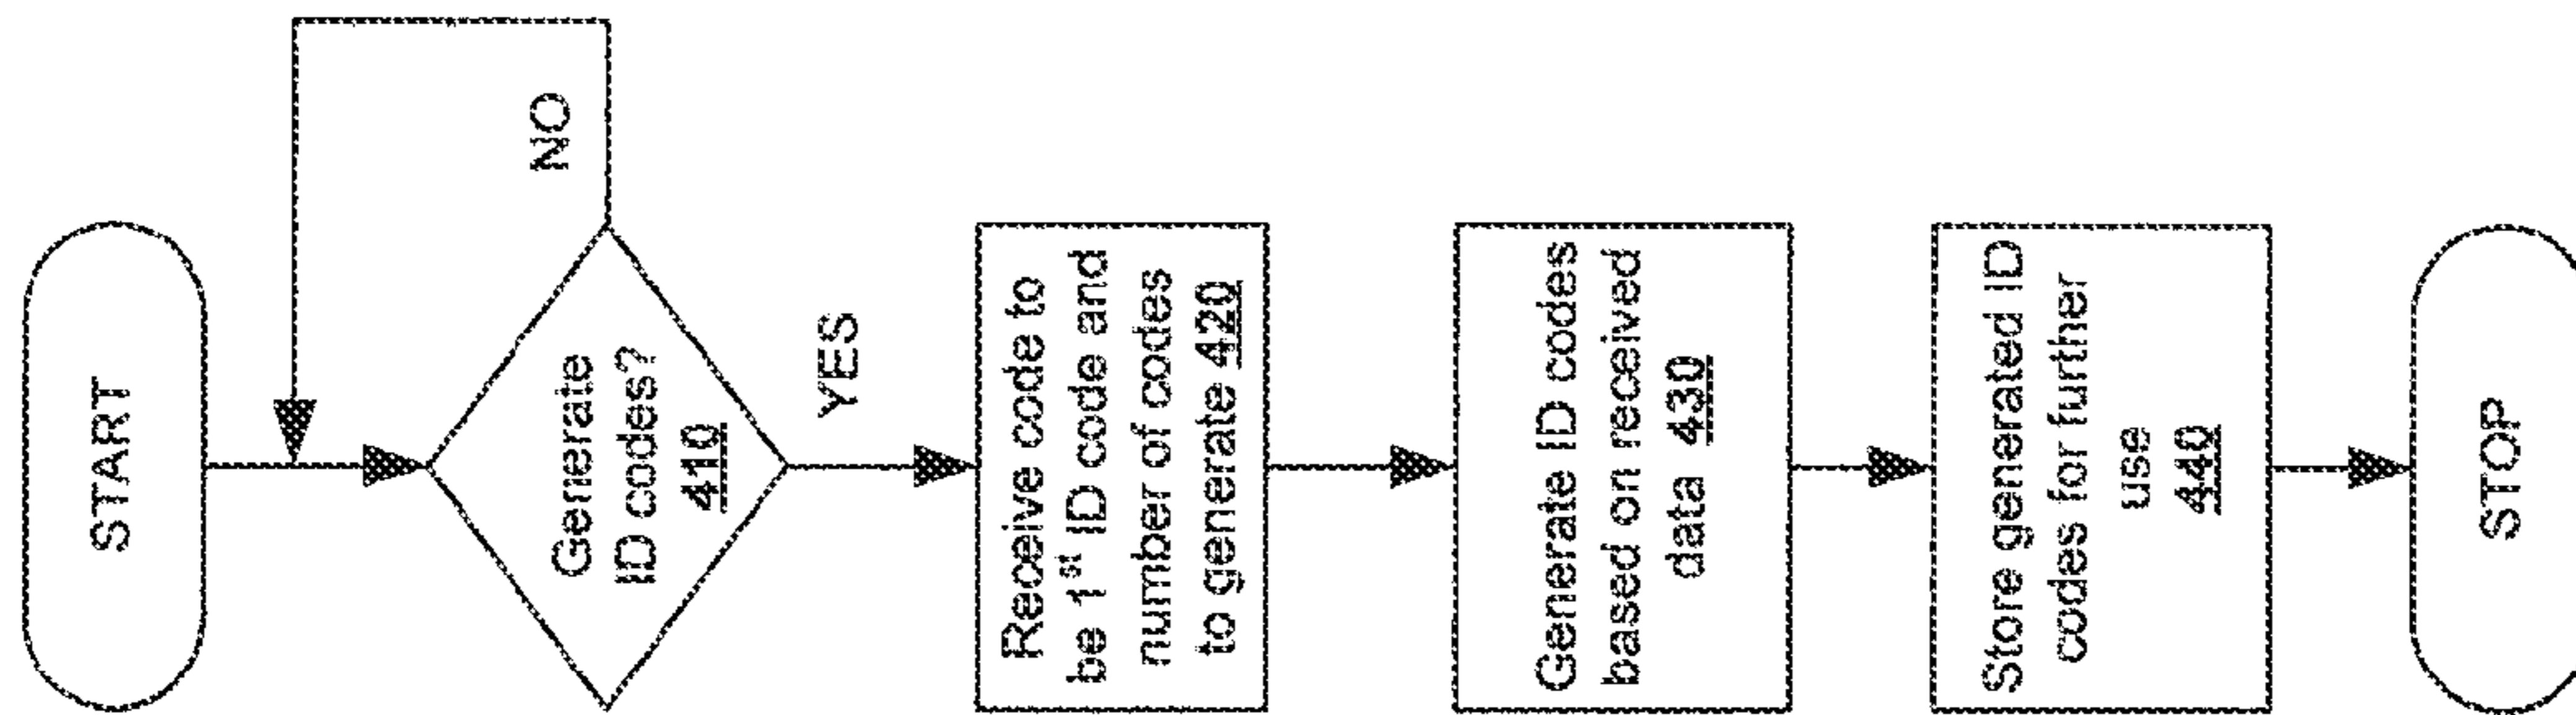 START
NO
Generate
ID codes?
410
YES
Receive code to
be 1st ID code and
number of codes
to generate 420
Generate ID codes
based on received
data 430
Store generated ID
codes for further
use
440
STOP